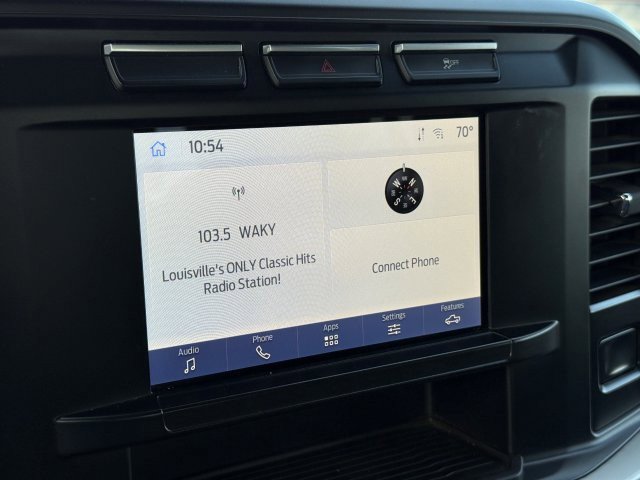 OFF
10:54
70°
103.5 WAKY
Louisville's ONLY Classic Hits
Radio Station!
Connect Phone
Audio
Phone
Apps
Settings
Features